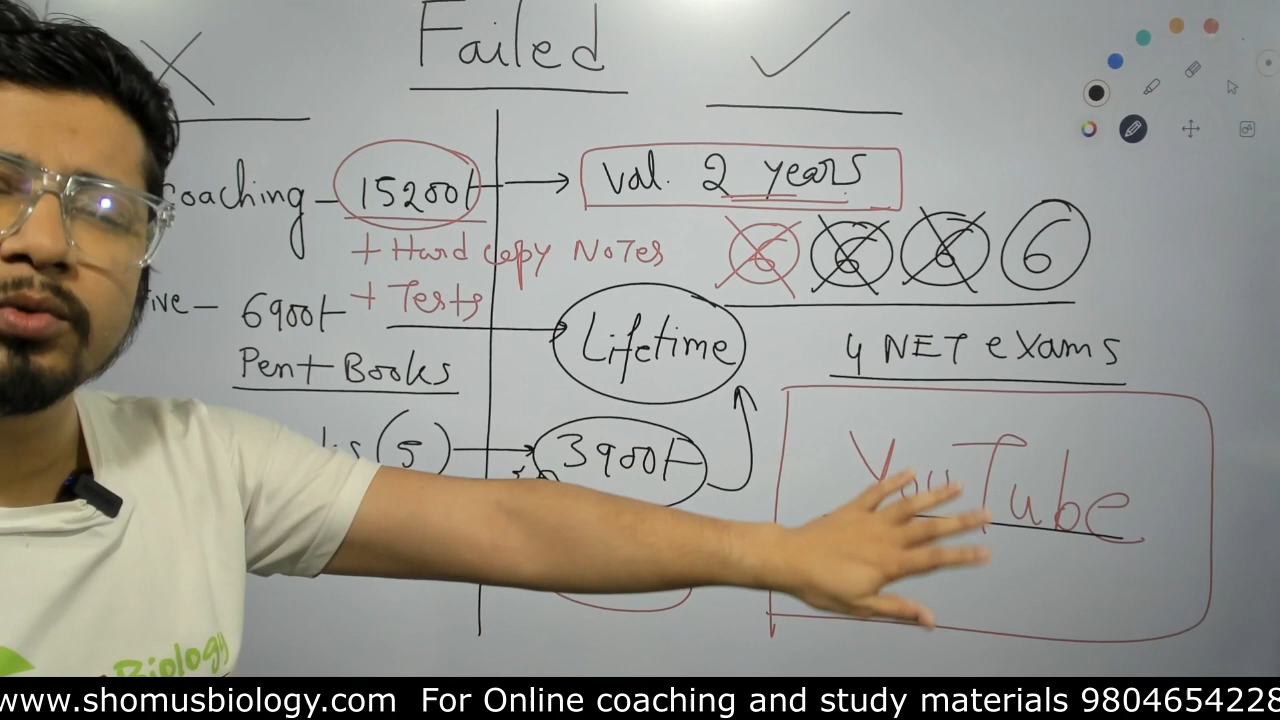 Failed
coaching – 15200/- → Val. 2 years
+ Hard copy Notes
6 6 6 6
+ Tests
ive – 6900/-
Lifetime
4 NET exams
Pent Books
(5) → 3900/-
YouTube
Biology
www.shomusbiology.com For Online coaching and study materials 9804654228